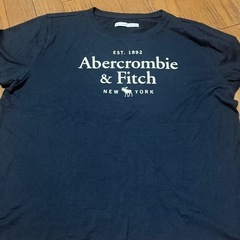 EST. 1892
Abercrombie
& Fitch
NEW YORK